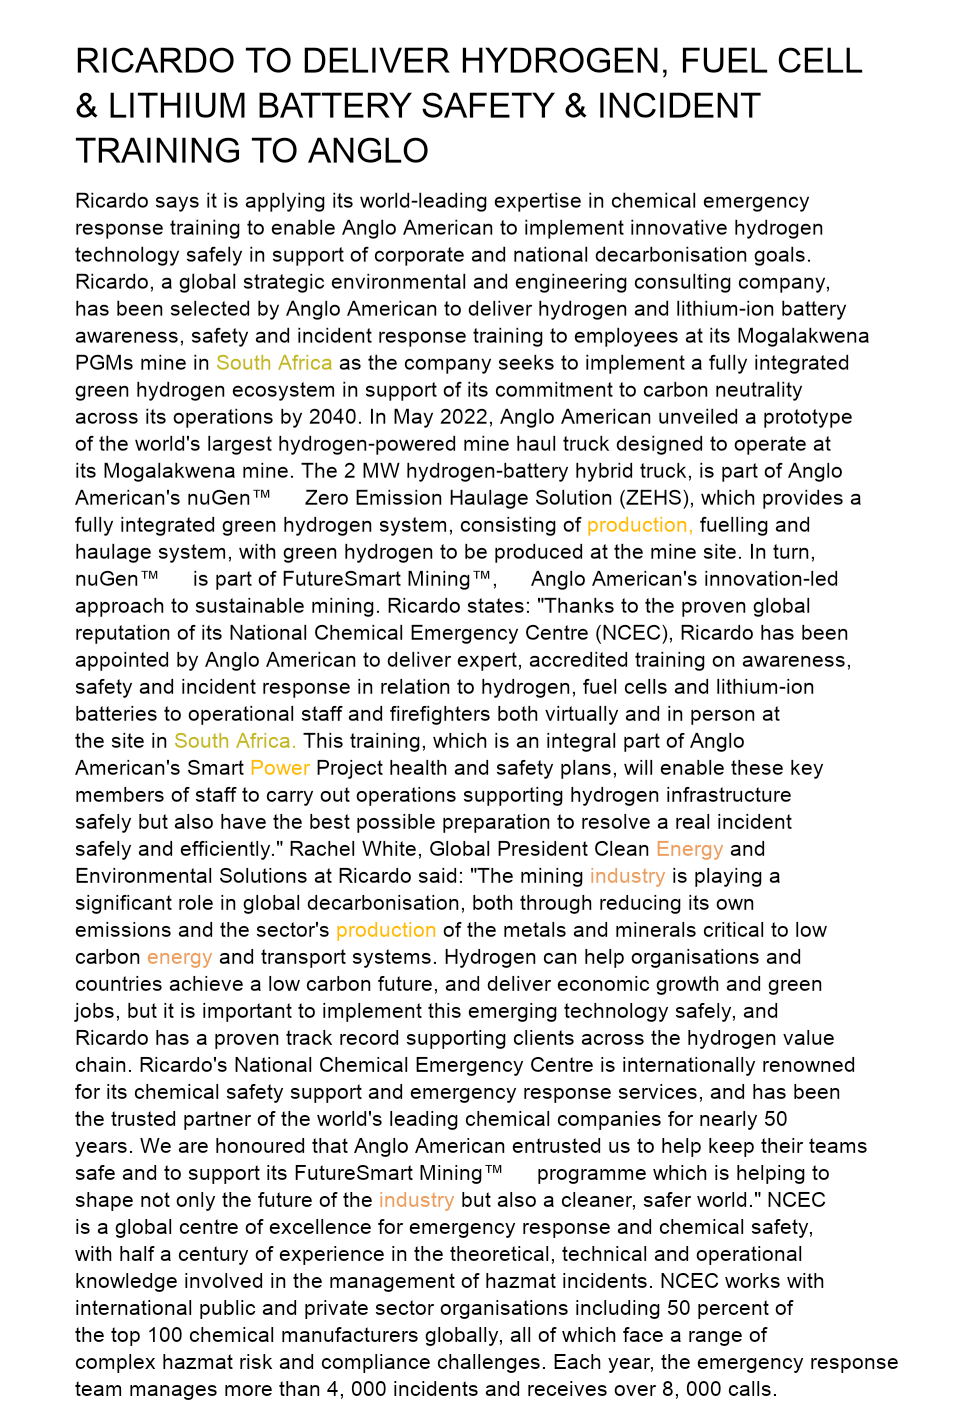 RICARDO TO DELIVER HYDROGEN, FUEL CELL
& LITHIUM BATTERY SAFETY & INCIDENT
TRAINING TO ANGLO
Ricardo says it is applying its world-leading expertise in chemical emergency
response training to enable Anglo American to implement innovative hydrogen
technology safely in support of corporate and national decarbonisation goals.
Ricardo, a global strategic environmental and engineering consulting company,
has been selected by Anglo American to deliver hydrogen and lithium-ion battery
awareness, safety and incident response training to employees at its Mogalakwena
PGMs mine in South Africa as the company seeks to implement a fully integrated
green hydrogen ecosystem in support of its commitment to carbon neutrality
across its operations by 2040. In May 2022, Anglo American unveiled a prototype
of the world's largest hydrogen-powered mine haul truck designed to operate at
its Mogalakwena mine. The 2 MW hydrogen-battery hybrid truck, is part of Anglo
American's nuGen™ Zero Emission Haulage Solution (ZEHS), which provides a
fully integrated green hydrogen system, consisting of production, fuelling and
haulage system, with green hydrogen to be produced at the mine site. In turn,
nuGen™ is part of FutureSmart Mining™, Anglo American's innovation-led
approach to sustainable mining. Ricardo states: "Thanks to the proven global
reputation of its National Chemical Emergency Centre (NCEC), Ricardo has been
appointed by Anglo American to deliver expert, accredited training on awareness,
safety and incident response in relation to hydrogen, fuel cells and lithium-ion
batteries to operational staff and firefighters both virtually and in person at
the site in South Africa. This training, which is an integral part of Anglo
American's Smart Power Project health and safety plans, will enable these key
members of staff to carry out operations supporting hydrogen infrastructure
safely but also have the best possible preparation to resolve a real incident
safely and efficiently." Rachel White, Global President Clean Energy and
Environmental Solutions at Ricardo said: "The mining industry is playing a
significant role in global decarbonisation, both through reducing its own
emissions and the sector's production of the metals and minerals critical to low
carbon energy and transport systems. Hydrogen can help organisations and
countries achieve a low carbon future, and deliver economic growth and green
jobs, but it is important to implement this emerging technology safely, and
Ricardo has a proven track record supporting clients across the hydrogen value
chain. Ricardo's National Chemical Emergency Centre is internationally renowned
for its chemical safety support and emergency response services, and has been
the trusted partner of the world's leading chemical companies for nearly 50
years. We are honoured that Anglo American entrusted us to help keep their teams
safe and to support its FutureSmart Mining™ programme which is helping to
shape not only the future of the industry but also a cleaner, safer world." NCEC
is a global centre of excellence for emergency response and chemical safety,
with half a century of experience in the theoretical, technical and operational
knowledge involved in the management of hazmat incidents. NCEC works with
international public and private sector organisations including 50 percent of
the top 100 chemical manufacturers globally, all of which face a range of
complex hazmat risk and compliance challenges. Each year, the emergency response
team manages more than 4, 000 incidents and receives over 8, 000 calls.